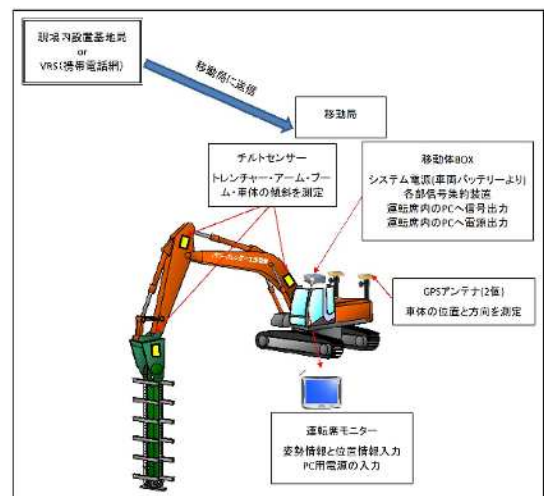 現場内設置基地局
or
VRS(携帯電話網)
移動局に送信
移動局
チルトセンサー
トレンチャー・アーム・ブー
ム・車体の傾斜を測定
移動体BOX
システム電源(車両バッテリーより)
各部信号集約装置
運転席内のPCへ信号出力
運転席内のPCへ電源出力
GPSアンテナ(2個)
車体の位置と方向を測定
運転席モニター
姿勢情報と位置情報入力
PC用電源の入力